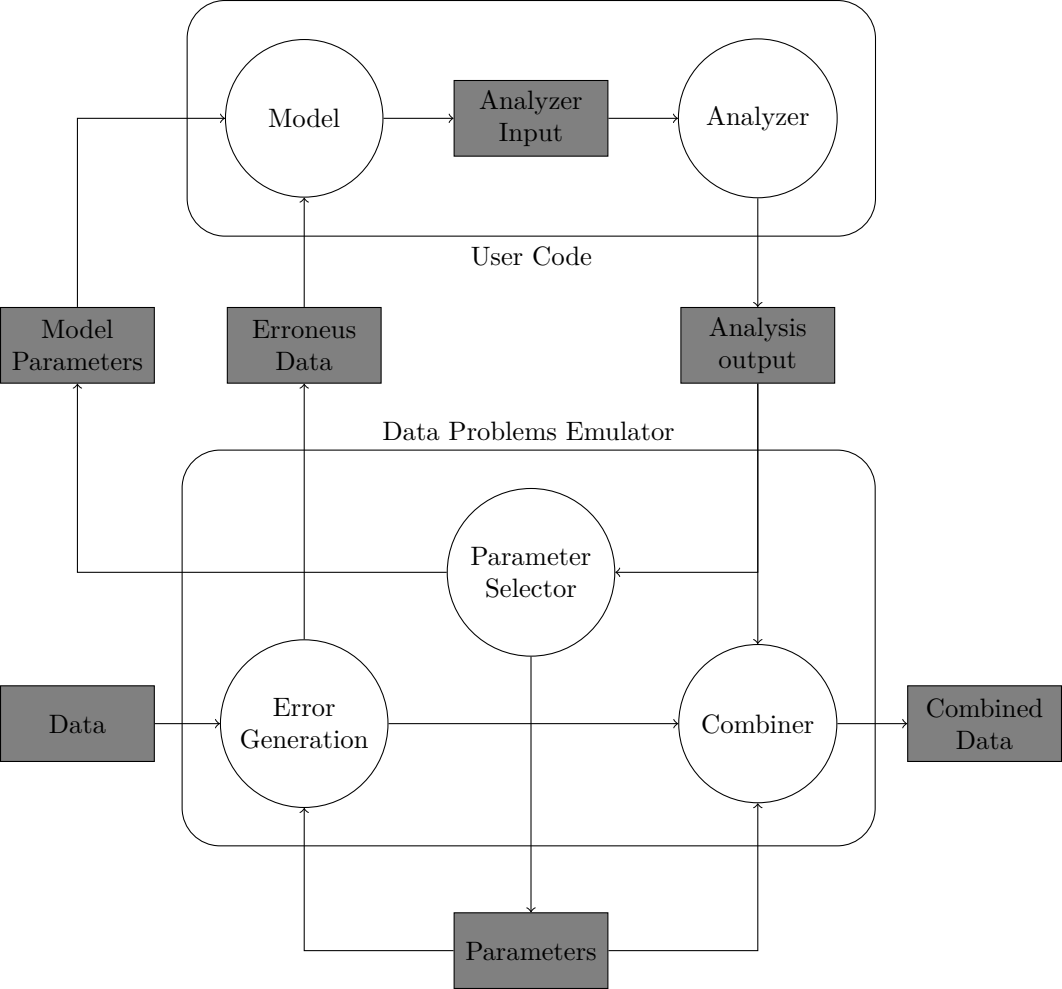 Model
Analyzer
Input
Analyzer
User Code
Model
Parameters
Erroneus
Data
Analysis
output
Data Problems Emulator
Parameter
Selector
Data
Error
Generation
Combiner
Combined
Data
Parameters